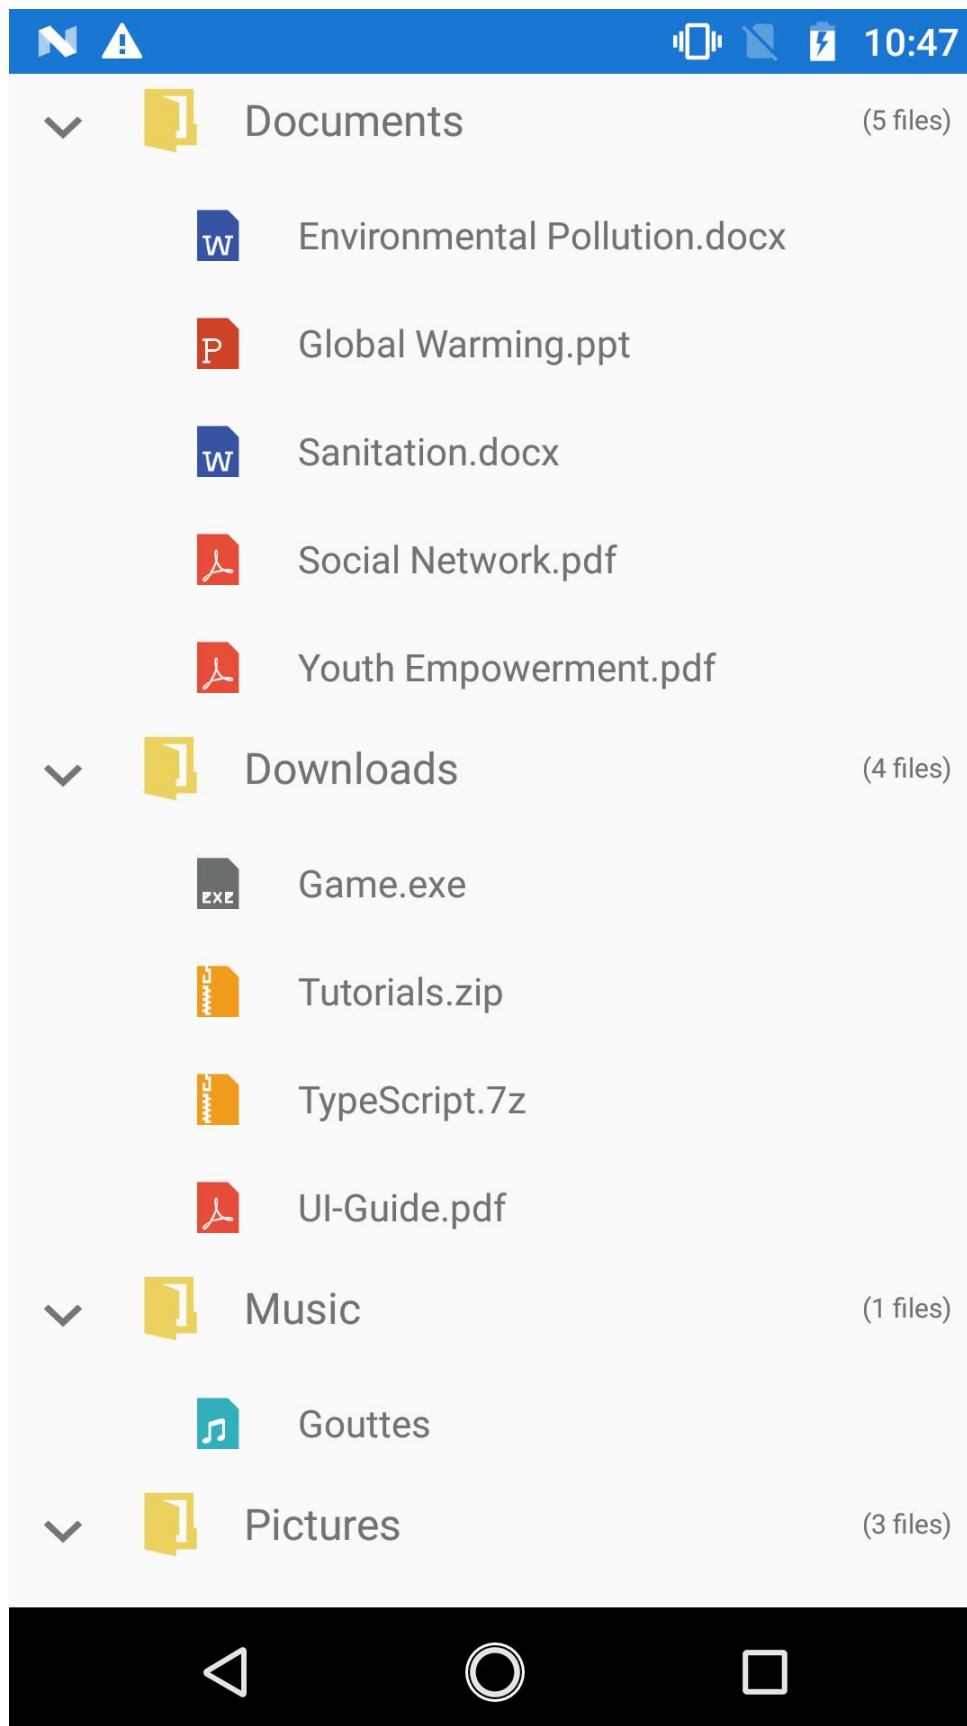 10:47
Documents (5 files)
W Environmental Pollution.docx
P Global Warming.ppt
W Sanitation.docx
Social Network.pdf
Youth Empowerment.pdf
Downloads (4 files)
EXE Game.exe
Tutorials.zip
TypeScript.7z
UI-Guide.pdf
Music (1 files)
Gouttes
Pictures (3 files)